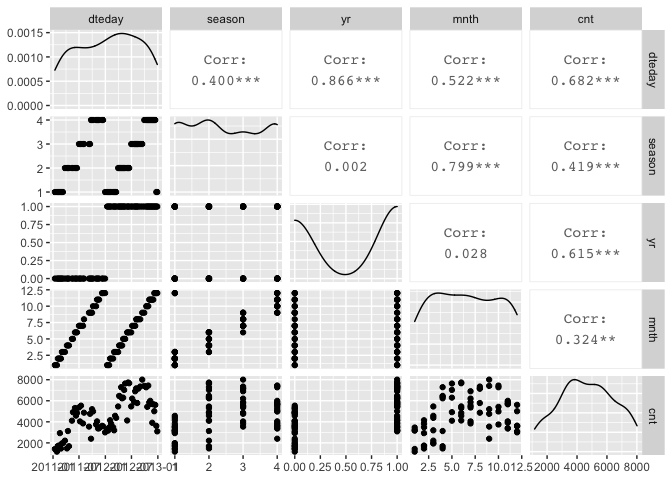 dteday season yr mnth cnt
0.0015
0.0010
0.0005
0.0000
Corr:
0.400***
Corr:
0.866***
Corr:
0.522***
Corr:
0.682***
dteday
4
3
2
1
Corr:
0.002
Corr:
0.799***
Corr:
0.419***
season
1.00
0.75
0.50
0.25
0.00
Corr:
0.028
Corr:
0.615***
yr
12.5
10.0
7.5
5.0
2.5
Corr:
0.324**
mnth
8000
6000
4000
2000
cnt
1 2 3 4 0.00 0.25 0.50 0.75 1.00 2.5 5.0 7.5 10.0 12.5 2000 4000 6000 8000